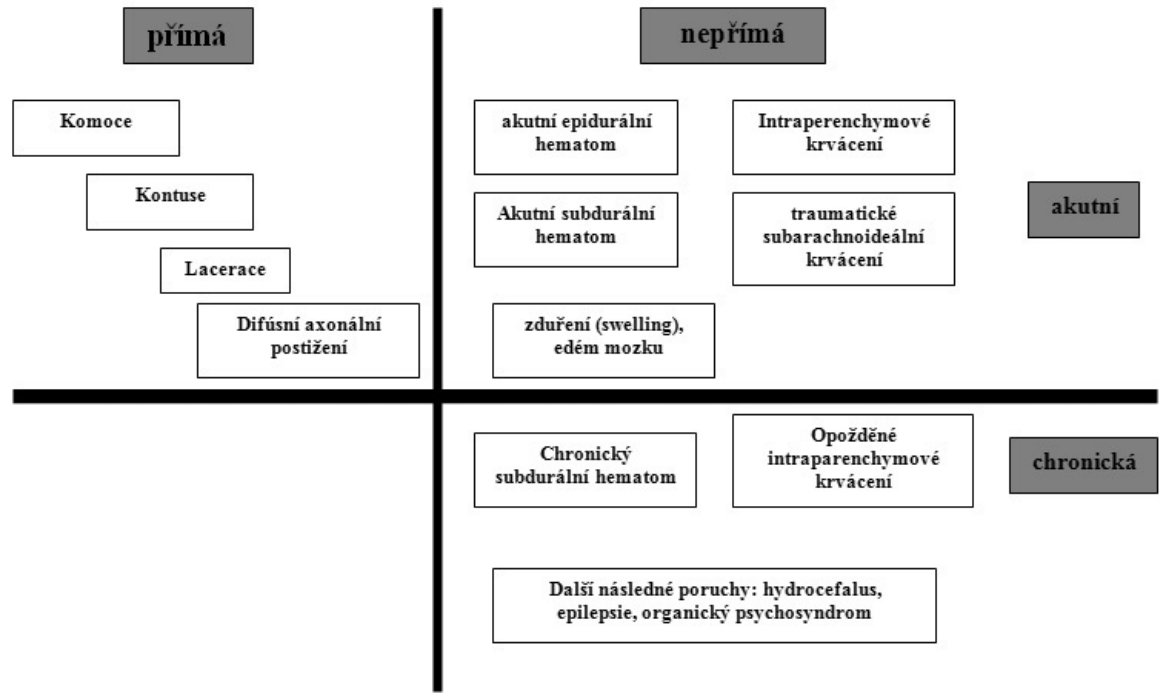 přímá
nepřímá
Komoce
Kontuse
Lacerace
Difúsní axonální
postižení
akutní epidurální
hematom
Intraperenchymové
krvácení
Akutní subdurální
hematom
traumatické
subarachnoideální
krvácení
akutní
zduření (swelling),
edém mozku
Chronický
subdurální hematom
Opožděné
intraparenchymové
krvácení
chronická
Další následné poruchy: hydrocefalus,
epilepsie, organický psychosyndrom